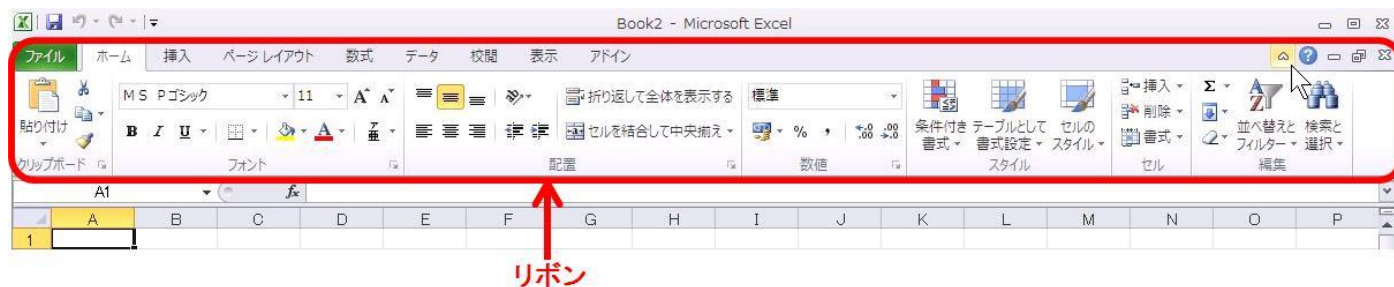 Book2 - Microsoft Excel
ファイル ホーム 挿入 ページ レイアウト 数式 データ 校閲 表示 アドイン
MS Pゴシック 11 A A 折り返して全体を表示する 標準 挿入 Σ
貼り付け B I U A 亜 セルを結合して中央揃え % , .0 .00 .00 .0 条件付き書式 テーブルとして書式設定 セルのスタイル 削除 書式 並べ替えとフィルター 検索と選択
クリップボード フォント 配置 数値 スタイル セル 編集
A1 fx
A B C D E F G H I J K L M N O P
1
リボン